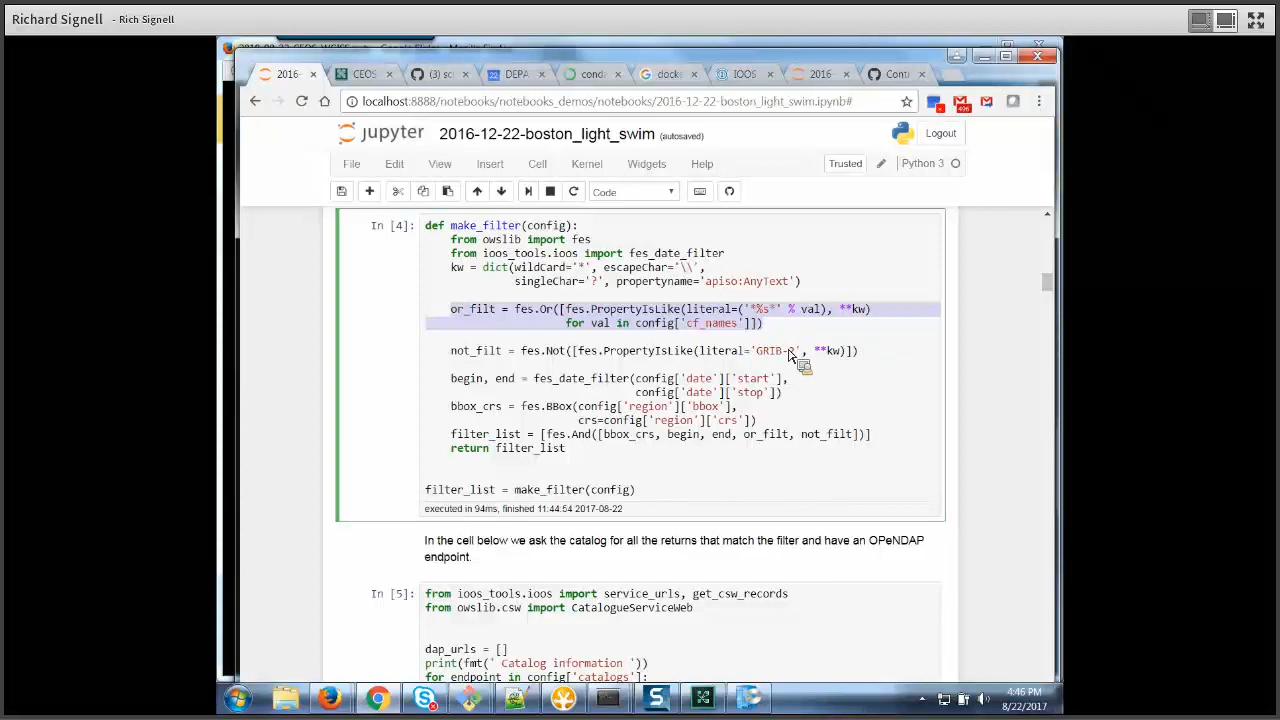 Richard Signell - Rich Signell
2016- CEOS (3) sc DEPA conda docke IOOS 2016 Conti
localhost:8888/notebooks/notebooks_demos/notebooks/2016-12-22-boston_light_swim.ipynb#
496
jupyter 2016-12-22-boston_light_swim (autosaved) Logout
File Edit View Insert Cell Kernel Widgets Help Trusted Python 3
Code
In [4]: def make_filter(config):
from owslib import fes
from ioos_tools.ioos import fes_date_filter
kw = dict(wildCard='*', escapeChar='\\',
singleChar='?', propertyname='apiso:AnyText')
or_filt = fes.Or([fes.PropertyIsLike(literal=('*%s*' % val), **kw)
for val in config['cf_names']])
not_filt = fes.Not([fes.PropertyIsLike(literal='GRIB-2', **kw)])
begin, end = fes_date_filter(config['date']['start'],
config['date']['stop'])
bbox_crs = fes.BBox(config['region']['bbox'],
crs=config['region']['crs'])
filter_list = [fes.And([bbox_crs, begin, end, or_filt, not_filt])]
return filter_list
filter_list = make_filter(config)
executed in 94ms, finished 11:44:54 2017-08-22
In the cell below we ask the catalog for all the returns that match the filter and have an OPeNDAP
endpoint.
In [5]: from ioos_tools.ioos import service_urls, get_csw_records
from owslib.csw import CatalogueServiceWeb
dap_urls = []
print(fmt(' Catalog information '))
for endpoint in config['catalogs']:
4:46 PM
8/22/2017